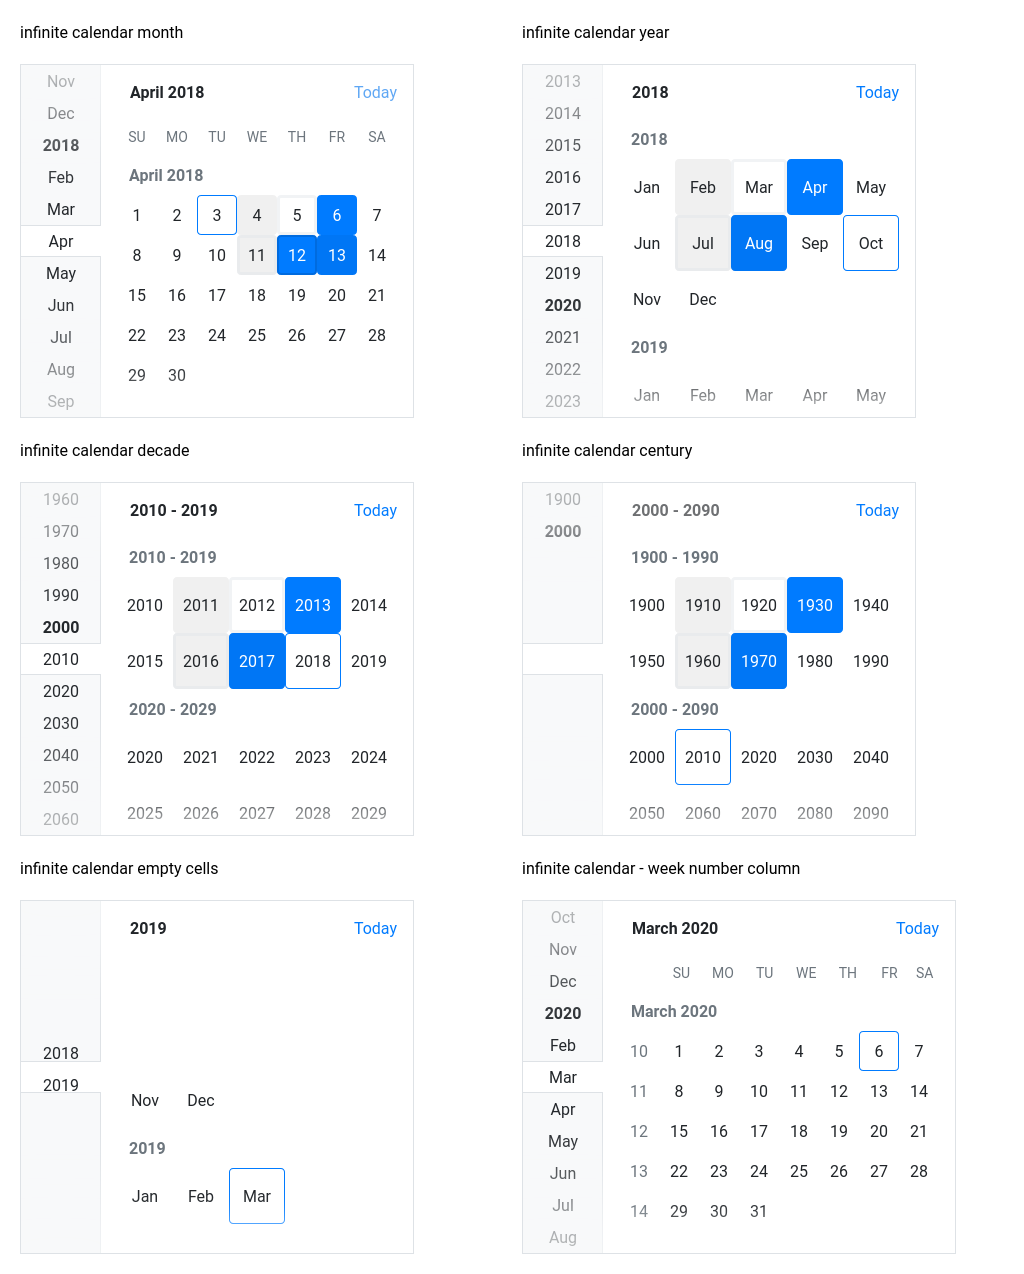 infinite calendar month
Nov
Dec
2018
Feb
Mar
Apr
May
Jun
Jul
Aug
Sep
April 2018 Today
SU MO TU WE TH FR SA
April 2018
1 2 3 4 5 6 7
8 9 10 11 12 13 14
15 16 17 18 19 20 21
22 23 24 25 26 27 28
29 30
infinite calendar year
2013
2014
2015
2016
2017
2018
2019
2020
2021
2022
2023
2018 Today
2018
Jan Feb Mar Apr May
Jun Jul Aug Sep Oct
Nov Dec
2019
Jan Feb Mar Apr May
infinite calendar decade
1960
1970
1980
1990
2000
2010
2020
2030
2040
2050
2060
2010 - 2019 Today
2010 - 2019
2010 2011 2012 2013 2014
2015 2016 2017 2018 2019
2020 - 2029
2020 2021 2022 2023 2024
2025 2026 2027 2028 2029
infinite calendar century
1900
2000
2000 - 2090 Today
1900 - 1990
1900 1910 1920 1930 1940
1950 1960 1970 1980 1990
2000 - 2090
2000 2010 2020 2030 2040
2050 2060 2070 2080 2090
infinite calendar empty cells
2018
2019
2019 Today
Nov Dec
2019
Jan Feb Mar
infinite calendar - week number column
Oct
Nov
Dec
2020
Feb
Mar
Apr
May
Jun
Jul
Aug
March 2020 Today
SU MO TU WE TH FR SA
March 2020
10 1 2 3 4 5 6 7
11 8 9 10 11 12 13 14
12 15 16 17 18 19 20 21
13 22 23 24 25 26 27 28
14 29 30 31